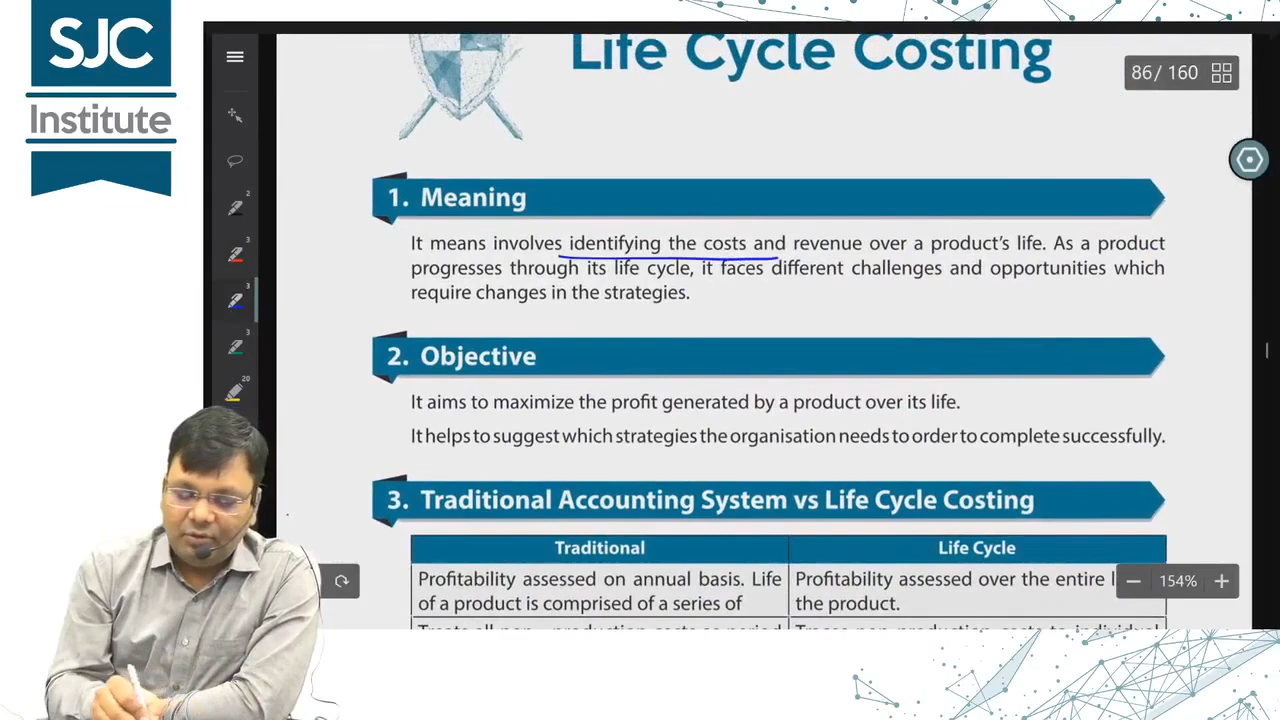 SJC
Institute
Life Cycle Costing
86/ 160
1. Meaning
It means involves identifying the costs and revenue over a product's life. As a product
progresses through its life cycle, it faces different challenges and opportunities which
require changes in the strategies.
2. Objective
It aims to maximize the profit generated by a product over its life.
It helps to suggest which strategies the organisation needs to order to complete successfully.
3. Traditional Accounting System vs Life Cycle Costing
Traditional
Life Cycle
Profitability assessed on annual basis. Life
of a product is comprised of a series of
Profitability assessed over the entire
the product.
154%
2
3
3
3
20